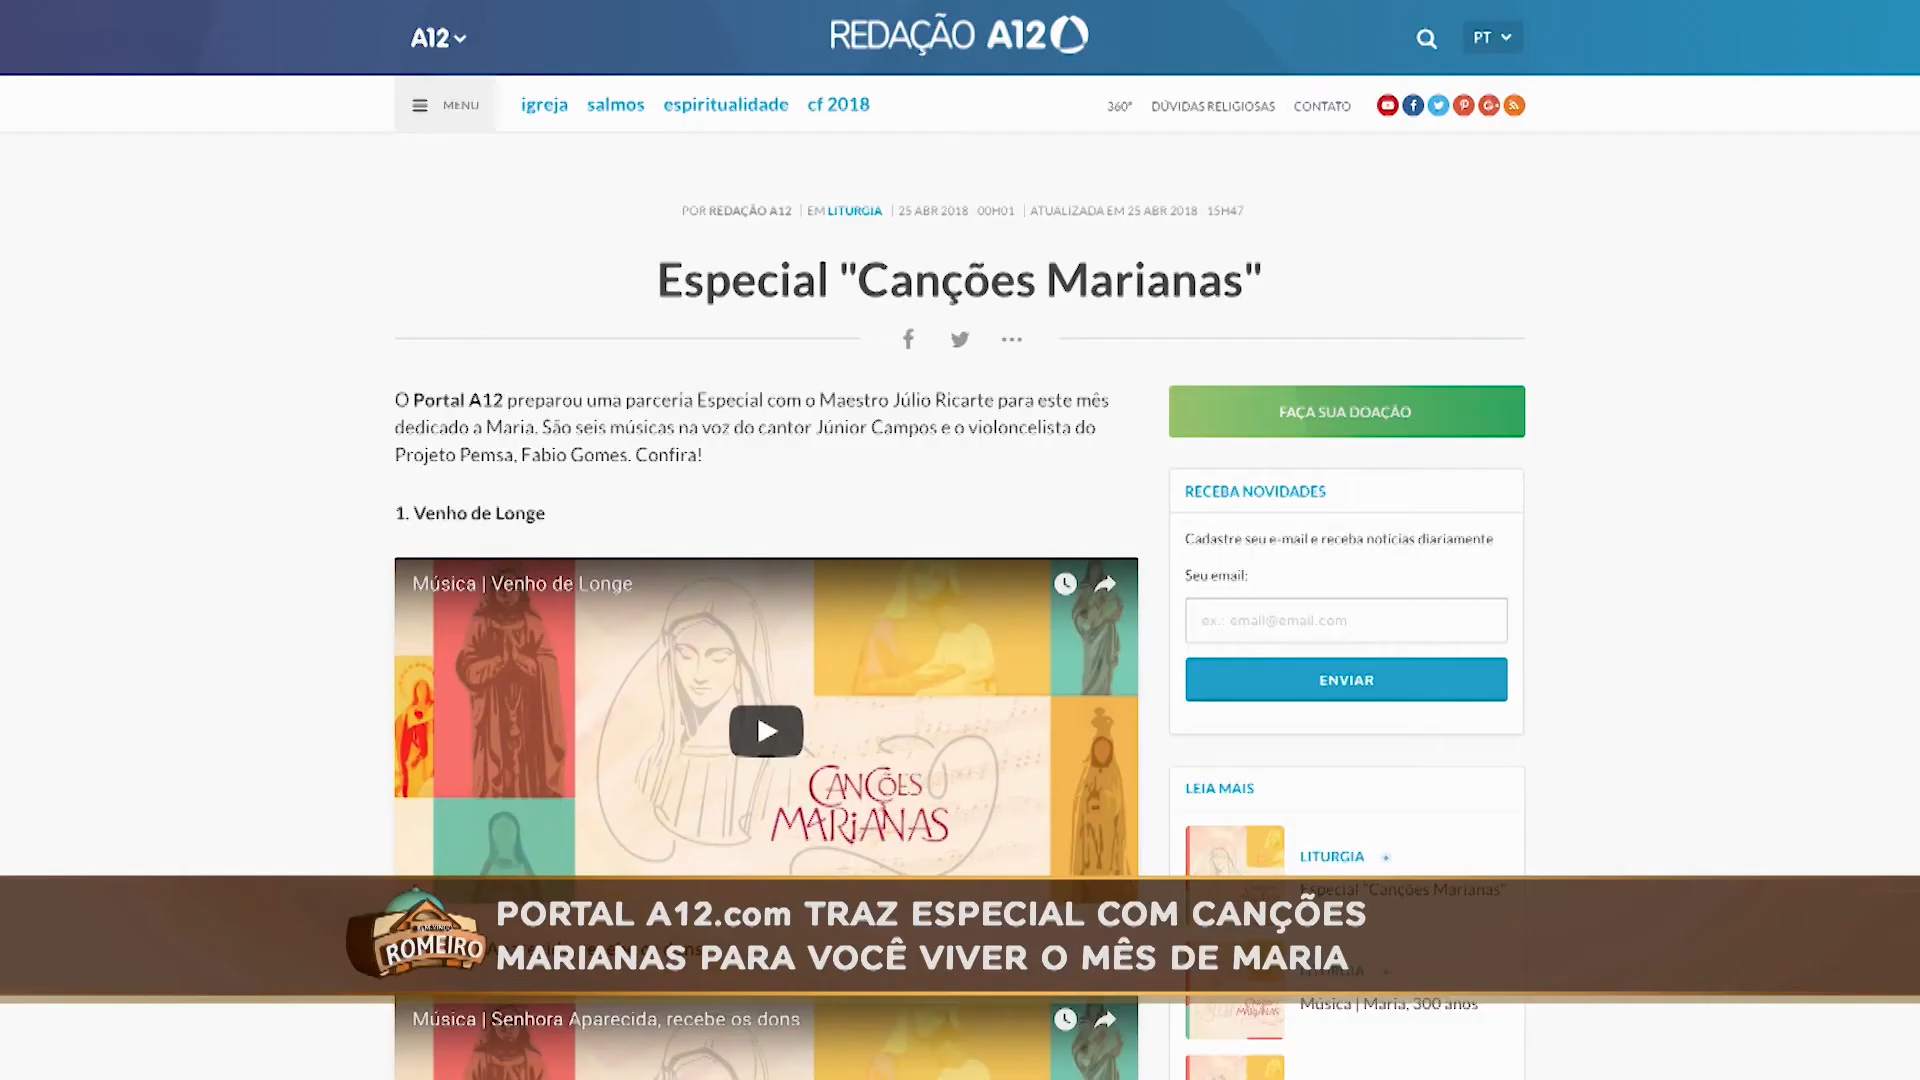 A12
REDAÇÃO A12
PT
MENU
igreja salmos espiritualidade cf 2018
360° DÚVIDAS RELIGIOSAS CONTATO
POR REDAÇÃO A12 | EM LITURGIA | 25 ABR 2018 00H01 | ATUALIZADA EM 25 ABR 2018 15H47
Especial "Canções Marianas"
O Portal A12 preparou uma parceria Especial com o Maestro Júlio Ricarte para este mês
dedicado a Maria. São seis músicas na voz do cantor Júnior Campos e o violoncelista do
Projeto Pemsa, Fabio Gomes. Confira!
1. Venho de Longe
Música | Venho de Longe
CANÇÕES
MARIANAS
FAÇA SUA DOAÇÃO
RECEBA NOVIDADES
Cadastre seu e-mail e receba notícias diariamente
Seu email:
ex.: email@email.com
ENVIAR
LEIA MAIS
LITURGIA
Especial "Canções Marianas"
ROMEIRO
PORTAL A12.com TRAZ ESPECIAL COM CANÇÕES
MARIANAS PARA VOCÊ VIVER O MÊS DE MARIA
LITURGIA
Música | Maria, 300 anos
MARIANAS
Música | Senhora Aparecida, recebe os dons